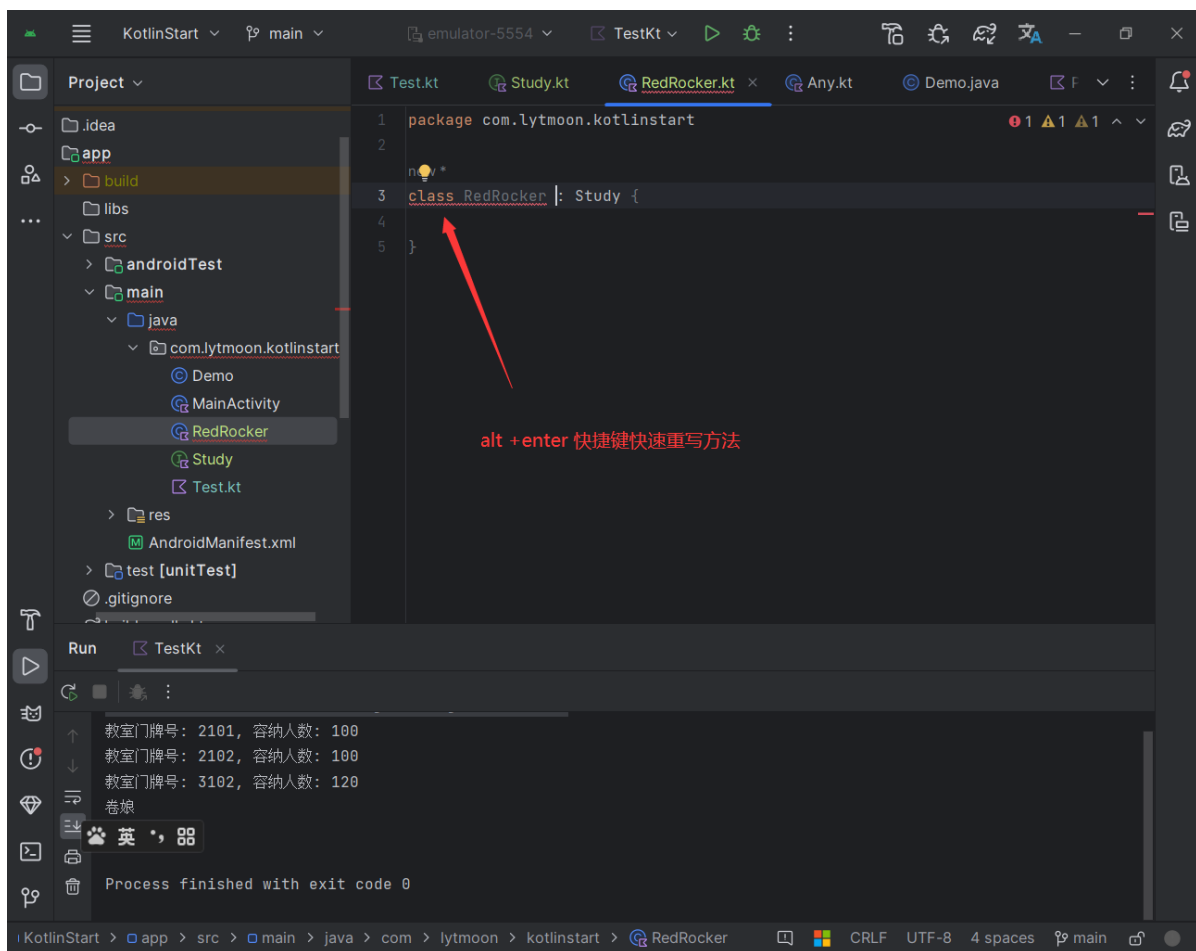 KotlinStart main emulator-5554 TestKt
Project Test.kt Study.kt RedRocker.kt Any.kt Demo.java
.idea
app
build
libs
src
androidTest
main
java
com.lytmoon.kotlinstart
Demo
MainActivity
RedRocker
Study
Test.kt
res
AndroidManifest.xml
test [unitTest]
.gitignore
1 package com.lytmoon.kotlinstart
1 1 1
2
3 class RedRocker : Study {
4
5 }
alt +enter 快捷键快速重写方法
Run TestKt
教室门牌号: 2101, 容纳人数: 100
教室门牌号: 2102, 容纳人数: 100
教室门牌号: 3102, 容纳人数: 120
卷娘
英
Process finished with exit code 0
KotlinStart > app > src > main > java > com > lytmoon > kotlinstart > RedRocker CRLF UTF-8 4 spaces main